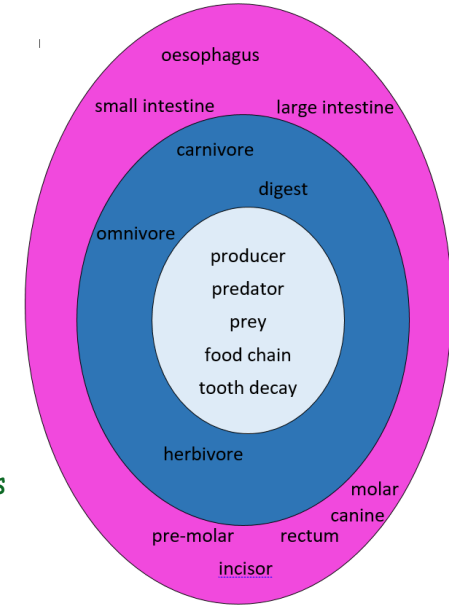 oesophagus
small intestine large intestine
carnivore
digest
omnivore
producer
predator
prey
food chain
tooth decay
herbivore
s
molar
canine
pre-molar rectum
incisor